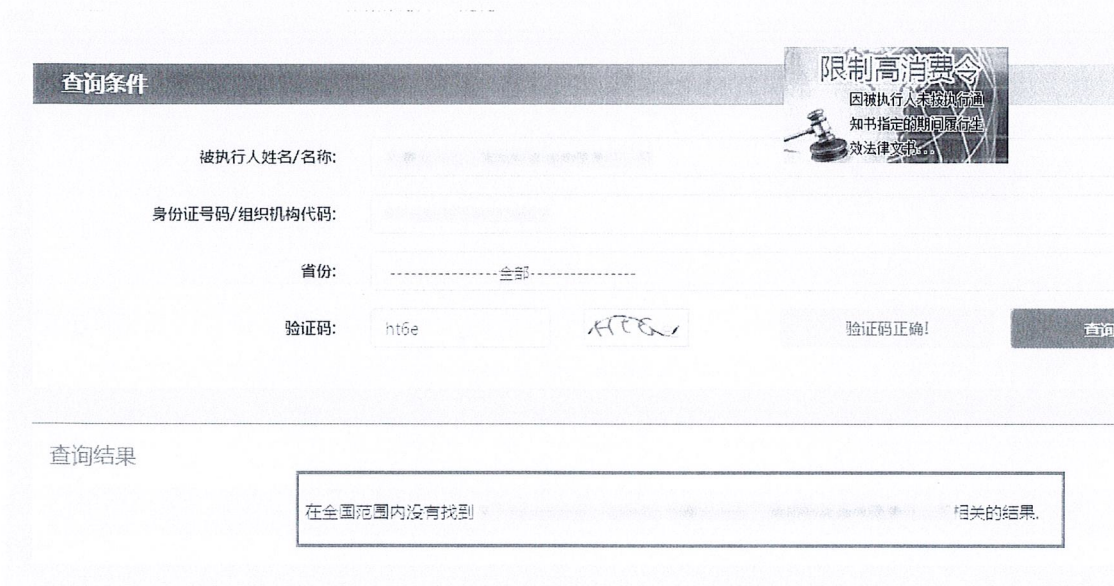 查询条件
限制高消费令
因被执行人未按执行通
知书指定的期间履行生
效法律文书...
被执行人姓名/名称:
身份证号码/组织机构代码:
省份:
----------------全部----------------
验证码:
ht6e
验证码正确!
查询
查询结果
在全国范围内没有找到 相关的结果.